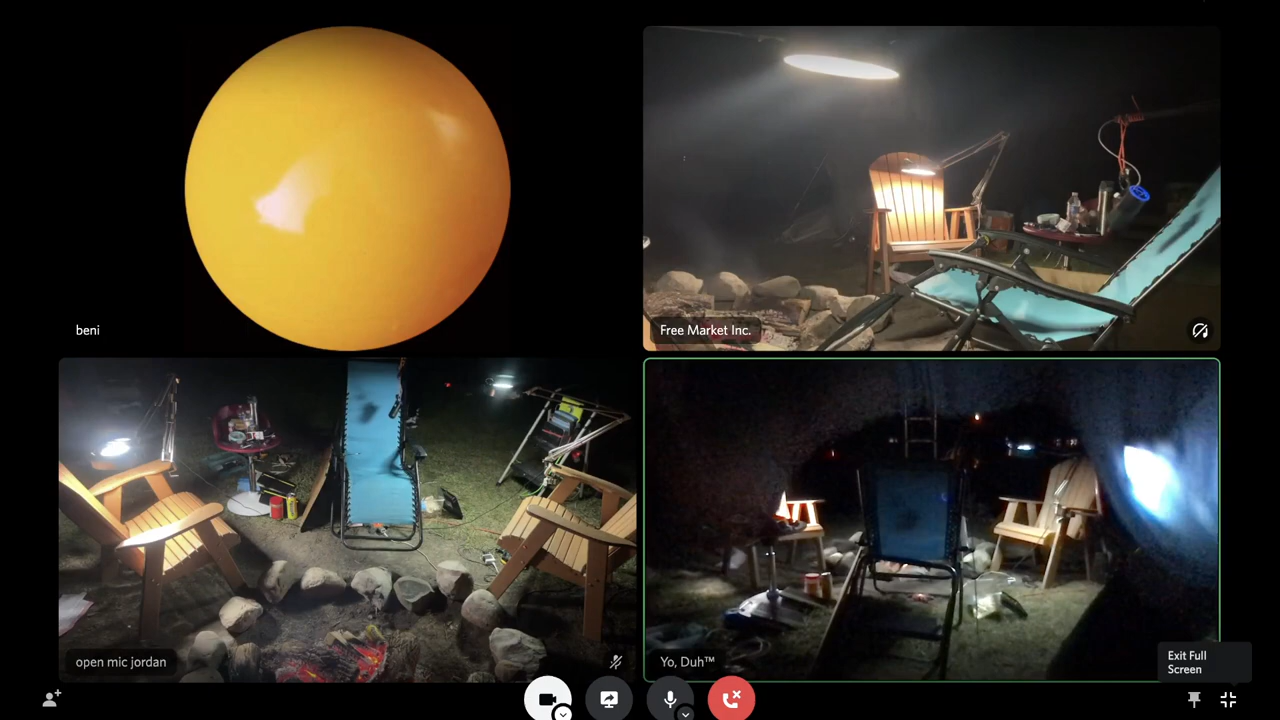 beni
Free Market Inc.
open mic jordan
Yo, Duh™
Exit Full
Screen